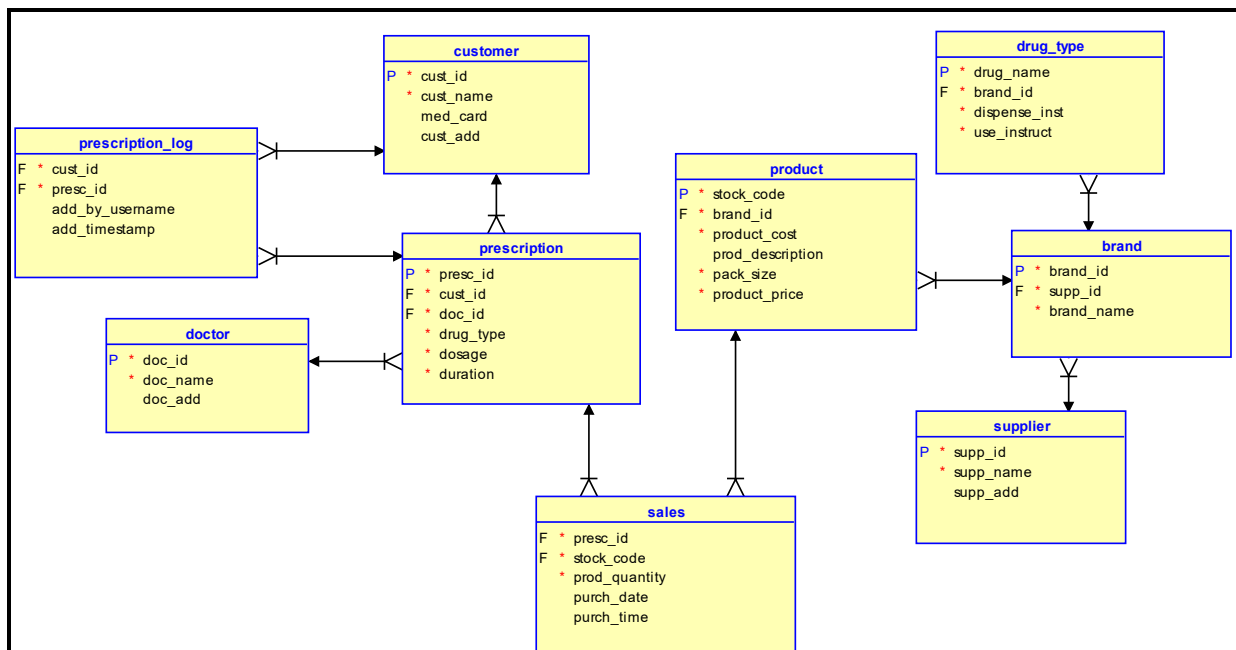 customer
P * cust_id
* cust_name
med_card
cust_add
drug_type
P * drug_name
F * brand_id
* dispense_inst
* use_instruct
prescription_log
F * cust_id
F * presc_id
add_by_username
add_timestamp
product
P * stock_code
F * brand_id
* product_cost
prod_description
* pack_size
* product_price
prescription
P * presc_id
F * cust_id
F * doc_id
* drug_type
* dosage
* duration
brand
P * brand_id
F * supp_id
* brand_name
doctor
P * doc_id
* doc_name
doc_add
supplier
P * supp_id
* supp_name
supp_add
sales
F * presc_id
F * stock_code
* prod_quantity
purch_date
purch_time